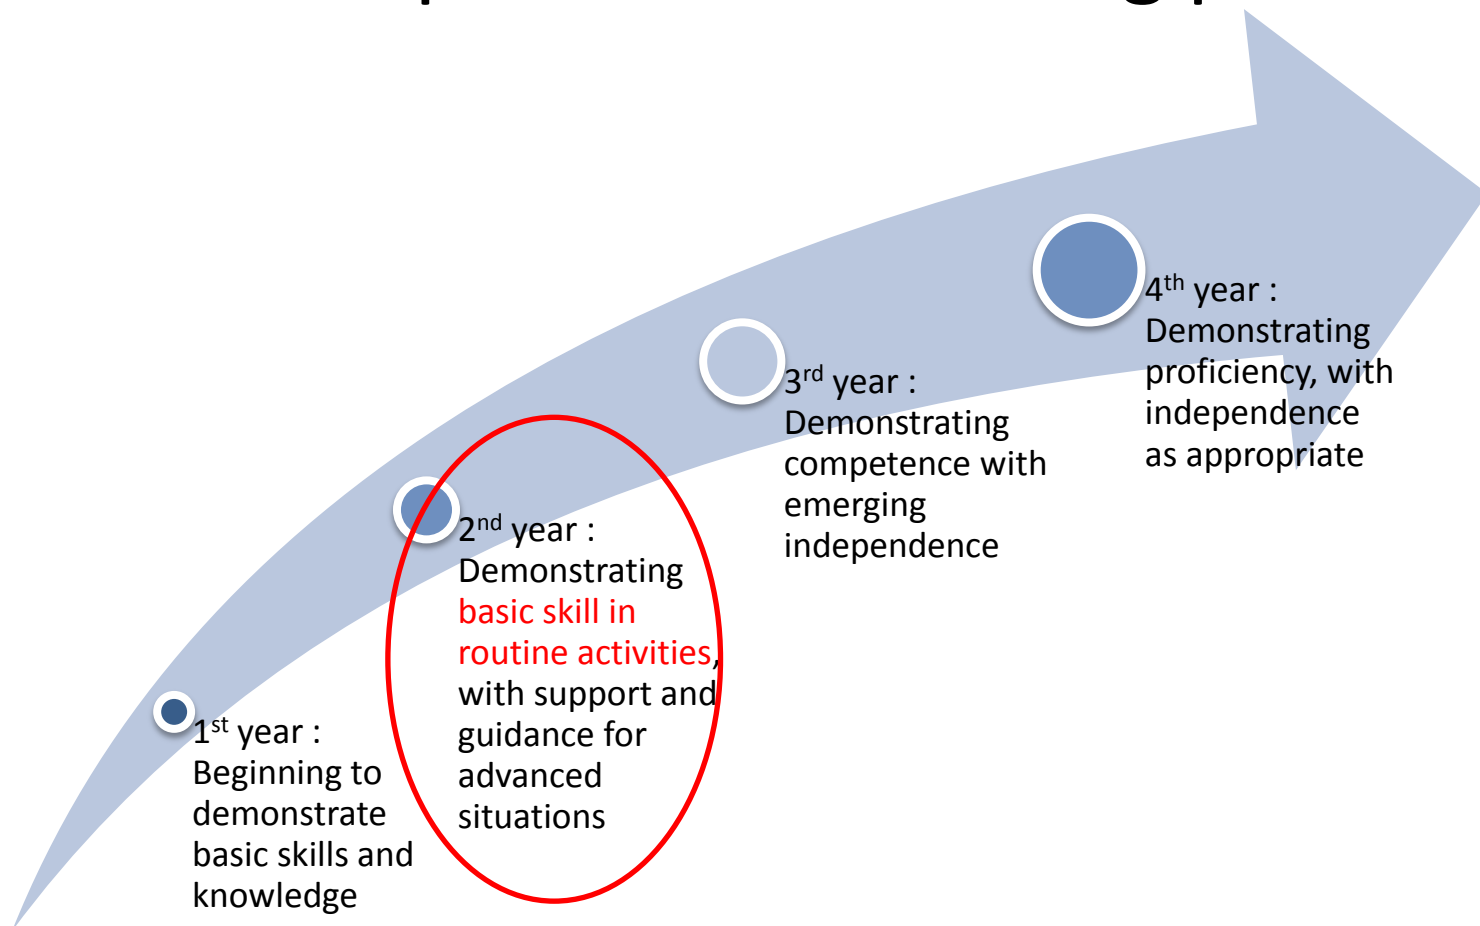 1st year :
Beginning to
demonstrate
basic skills and
knowledge
2nd year :
Demonstrating
basic skill in
routine activities,
with support and
guidance for
advanced
situations
3rd year :
Demonstrating
competence with
emerging
independence
4th year :
Demonstrating
proficiency, with
independence
as appropriate